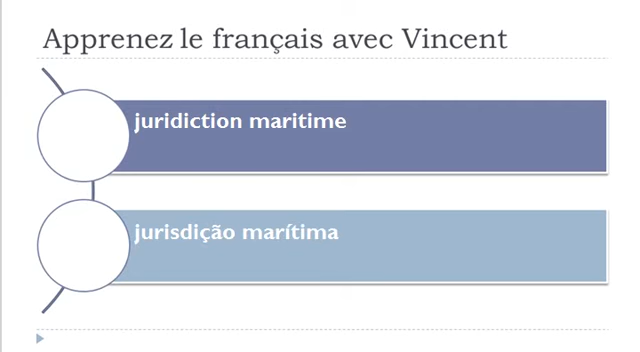 Apprenez le français avec Vincent
juridiction maritime
jurisdição marítima